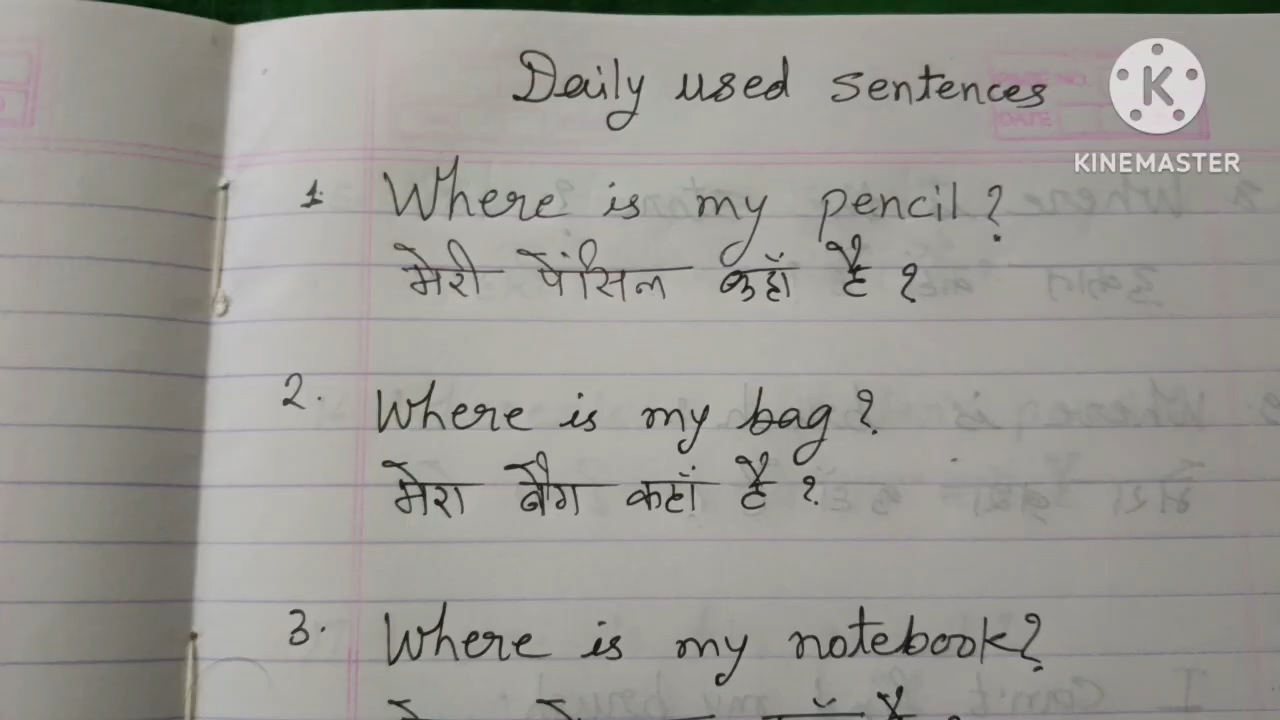 Daily used sentences
KINEMASTER
1. Where is my pencil?
मेरी पेंसिल कहाँ है ?
2. Where is my bag?
मेरा बैग कहाँ है ?
3. Where is my notebook?